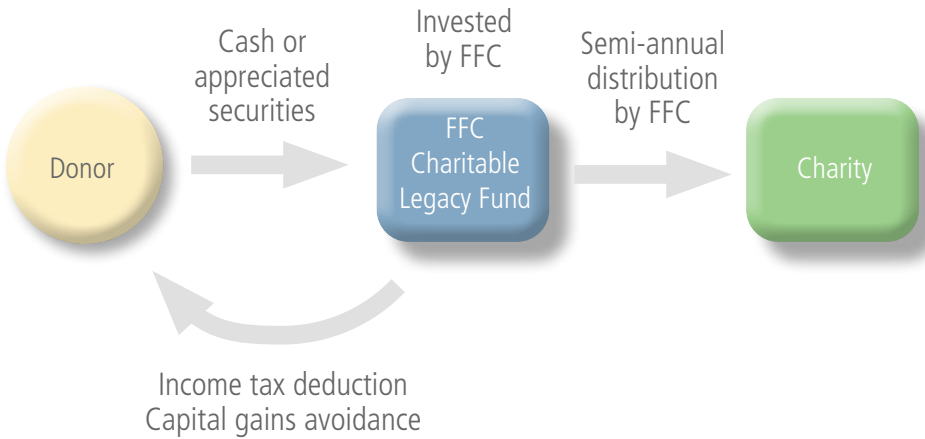 Donor
Cash or
appreciated
securities
Invested
by FFC
FFC
Charitable
Legacy Fund
Semi-annual
distribution
by FFC
Charity
Income tax deduction
Capital gains avoidance